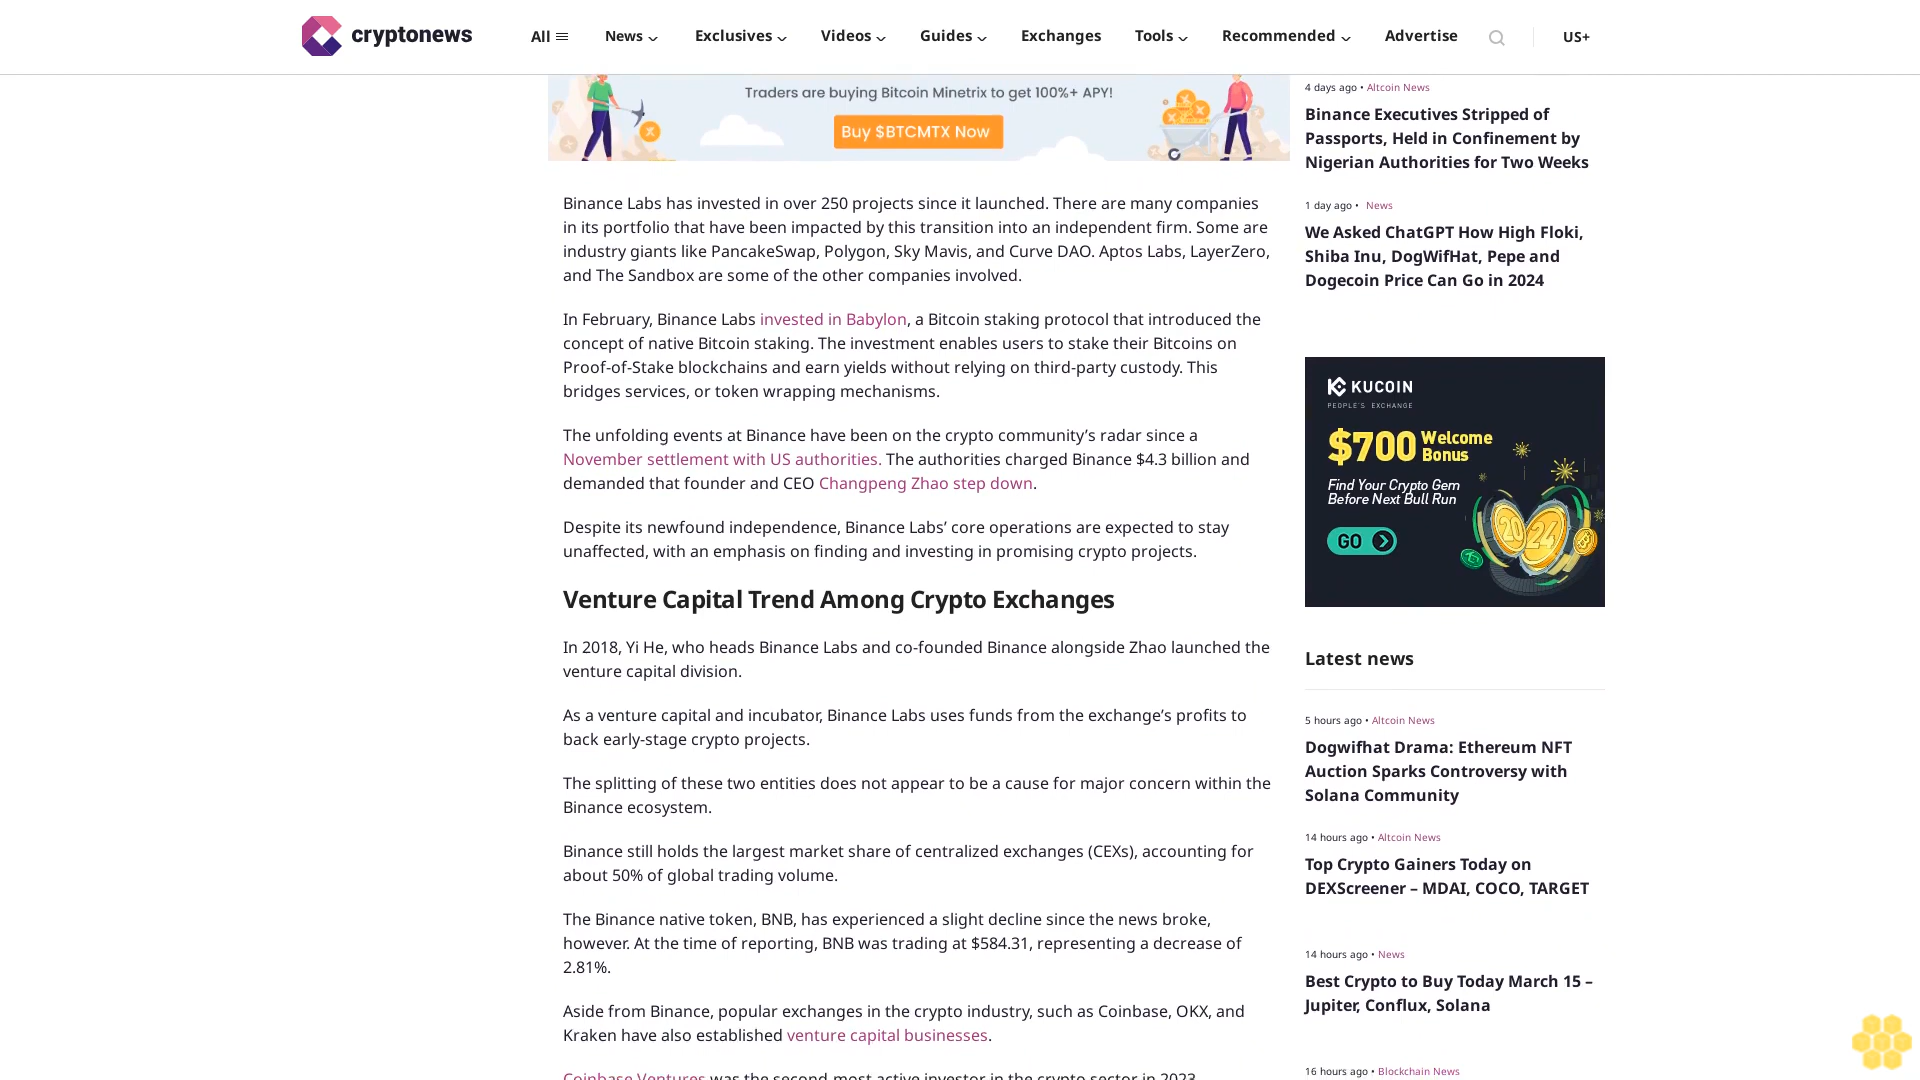 cryptonews
All
News
Exclusives
Videos
Guides
Exchanges
Tools
Recommended
Advertise
US+
Traders are buying Bitcoin Minetrix to get 100%+ APY!
Buy $BTCMTX Now
Binance Labs has invested in over 250 projects since it launched. There are many companies
in its portfolio that have been impacted by this transition into an independent firm. Some are
industry giants like PancakeSwap, Polygon, Sky Mavis, and Curve DAO. Aptos Labs, LayerZero,
and The Sandbox are some of the other companies involved.
In February, Binance Labs invested in Babylon, a Bitcoin staking protocol that introduced the
concept of native Bitcoin staking. The investment enables users to stake their Bitcoins on
Proof-of-Stake blockchains and earn yields without relying on third-party custody. This
bridges services, or token wrapping mechanisms.
The unfolding events at Binance have been on the crypto community’s radar since a
November settlement with US authorities. The authorities charged Binance $4.3 billion and
demanded that founder and CEO Changpeng Zhao step down.
Despite its newfound independence, Binance Labs’ core operations are expected to stay
unaffected, with an emphasis on finding and investing in promising crypto projects.
Venture Capital Trend Among Crypto Exchanges
In 2018, Yi He, who heads Binance Labs and co-founded Binance alongside Zhao launched the
venture capital division.
As a venture capital and incubator, Binance Labs uses funds from the exchange’s profits to
back early-stage crypto projects.
The splitting of these two entities does not appear to be a cause for major concern within the
Binance ecosystem.
Binance still holds the largest market share of centralized exchanges (CEXs), accounting for
about 50% of global trading volume.
The Binance native token, BNB, has experienced a slight decline since the news broke,
however. At the time of reporting, BNB was trading at $584.31, representing a decrease of
2.81%.
Aside from Binance, popular exchanges in the crypto industry, such as Coinbase, OKX, and
Kraken have also established venture capital businesses.
Coinbase Ventures was the second-most active investor in the crypto sector in 2023,
4 days ago • Altcoin News
Binance Executives Stripped of
Passports, Held in Confinement by
Nigerian Authorities for Two Weeks
1 day ago • News
We Asked ChatGPT How High Floki,
Shiba Inu, DogWifHat, Pepe and
Dogecoin Price Can Go in 2024
KUCOIN
PEOPLE'S EXCHANGE
$700 Welcome
Bonus
Find Your Crypto Gem
Before Next Bull Run
GO
20 24
Latest news
5 hours ago • Altcoin News
Dogwifhat Drama: Ethereum NFT
Auction Sparks Controversy with
Solana Community
14 hours ago • Altcoin News
Top Crypto Gainers Today on
DEXScreener – MDAI, COCO, TARGET
14 hours ago • News
Best Crypto to Buy Today March 15 –
Jupiter, Conflux, Solana
16 hours ago • Blockchain News